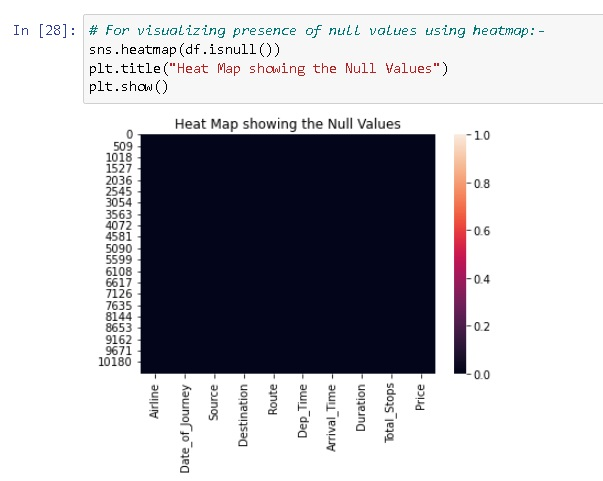 In [28]: # For visualizing presence of null values using heatmap:-
sns.heatmap(df.isnull())
plt.title("Heat Map showing the Null Values")
plt.show()
Heat Map showing the Null Values
0
509
1018
1527
2036
2545
3054
3563
4072
4581
5090
5599
6108
6617
7126
7635
8144
8653
9162
9671
10180
1.0
0.8
0.6
0.4
0.2
0.0
Airline
Date_of_Journey
Source
Destination
Route
Dep_Time
Arrival_Time
Duration
Total_Stops
Price